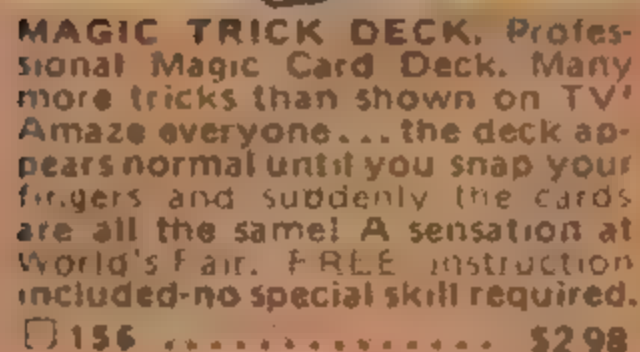 MAGIC TRICK DECK. Profes-
sional Magic Card Deck. Many
more tricks than shown on TV!
Amaze everyone... the deck ap-
pears normal until you snap your
fingers and suddenly the cards
are all the same! A sensation at
World's Fair. FREE instruction
included-no special skill required.
☐ 156 .............. $2.98